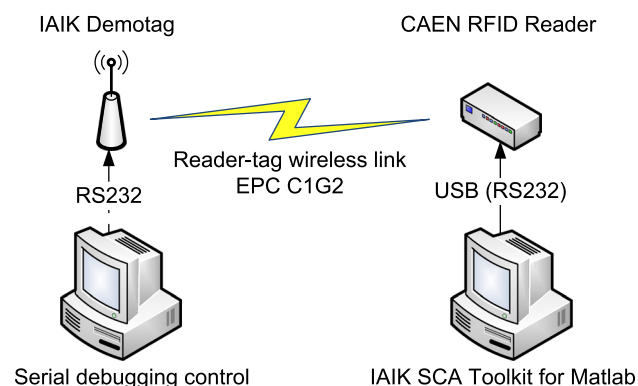 IAIK Demotag
CAEN RFID Reader
Reader-tag wireless link
EPC C1G2
RS232
USB (RS232)
Serial debugging control
IAIK SCA Toolkit for Matlab